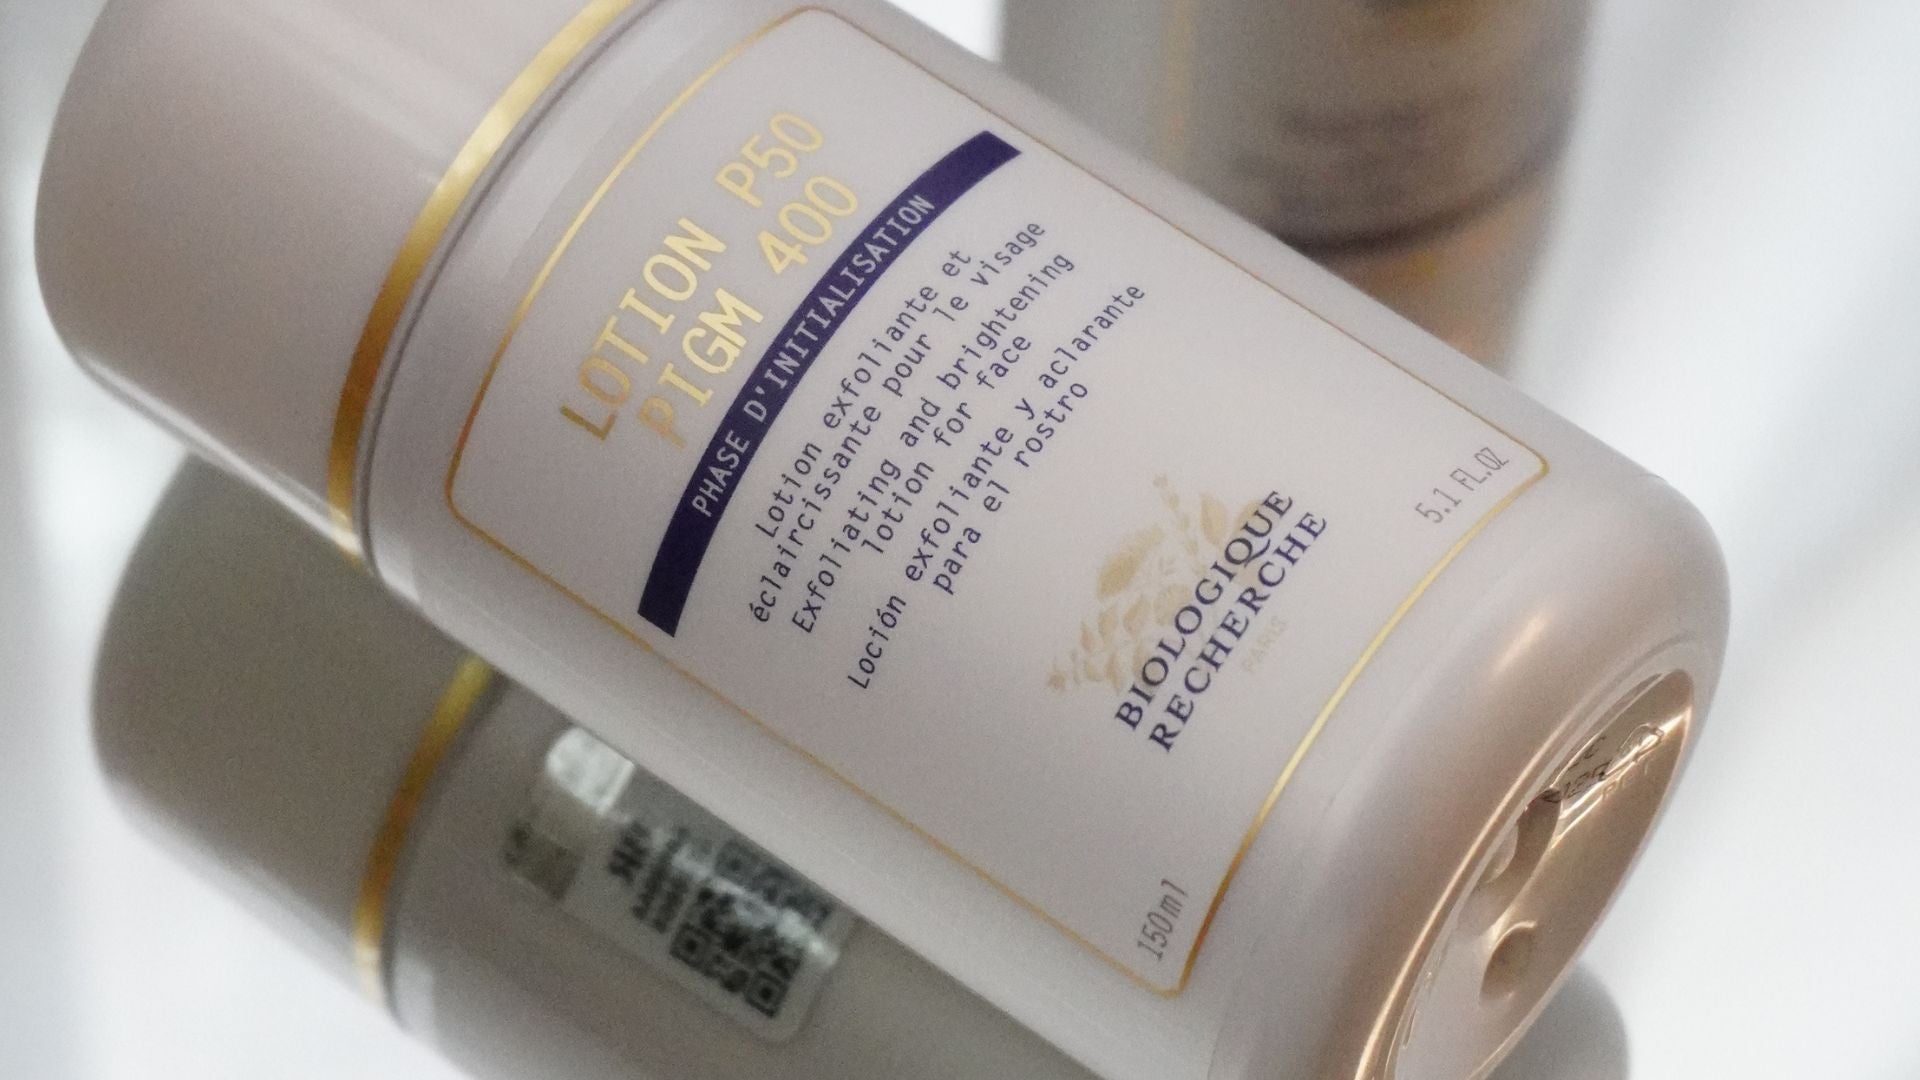 LOTION P50
PIGM 400
PHASE D'INITIALISATION
Lotion exfoliante et
éclaircissante pour le visage
Exfoliating and brightening
lotion for face
Loción exfoliante y aclarante
para el rostro
BIOLOGIQUE
RECHERCHE
PARIS
150ml
5.1 FL.OZ